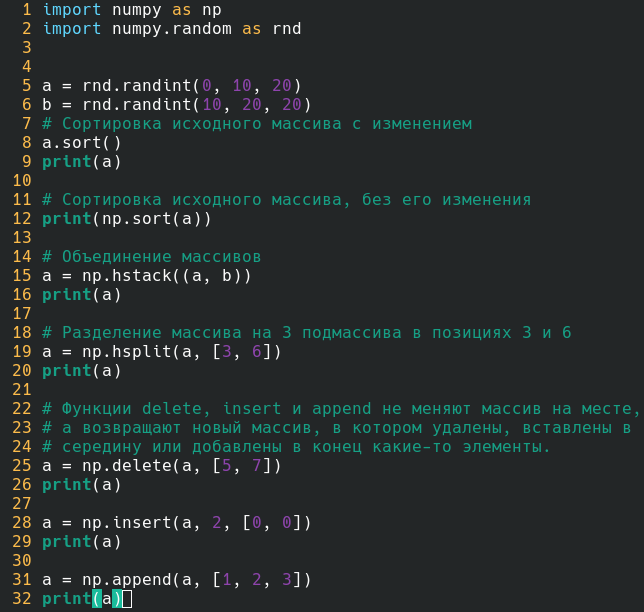 1 import numpy as np
2 import numpy.random as rnd
3
4
5 a = rnd.randint(0, 10, 20)
6 b = rnd.randint(10, 20, 20)
7 # Сортировка исходного массива с изменением
8 a.sort()
9 print(a)
10
11 # Сортировка исходного массива, без его изменения
12 print(np.sort(a))
13
14 # Объединение массивов
15 a = np.hstack((a, b))
16 print(a)
17
18 # Разделение массива на 3 подмассива в позициях 3 и 6
19 a = np.hsplit(a, [3, 6])
20 print(a)
21
22 # Функции delete, insert и append не меняют массив на месте,
23 # а возвращают новый массив, в котором удалены, вставлены в
24 # середину или добавлены в конец какие-то элементы.
25 a = np.delete(a, [5, 7])
26 print(a)
27
28 a = np.insert(a, 2, [0, 0])
29 print(a)
30
31 a = np.append(a, [1, 2, 3])
32 print(a)